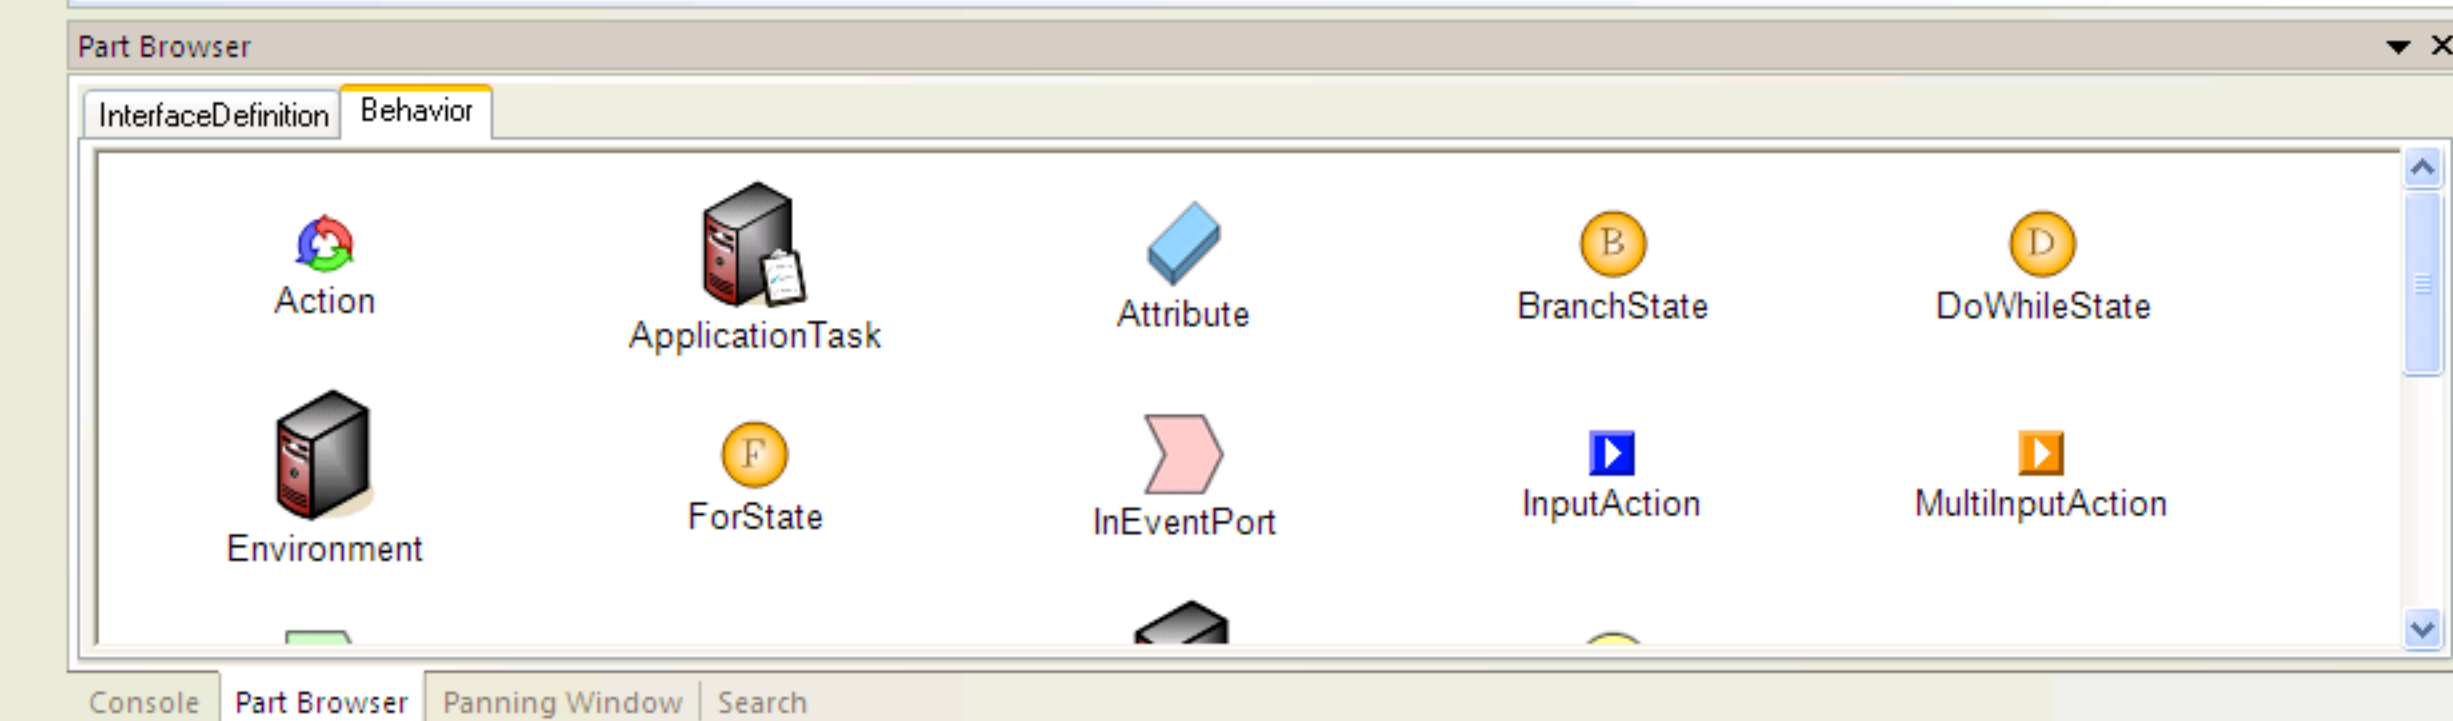 Part Browser
InterfaceDefinition Behavior
Action ApplicationTask Attribute B BranchState D DoWhileState
Environment F ForState InEventPort InputAction MultiInputAction
Console Part Browser Panning Window Search